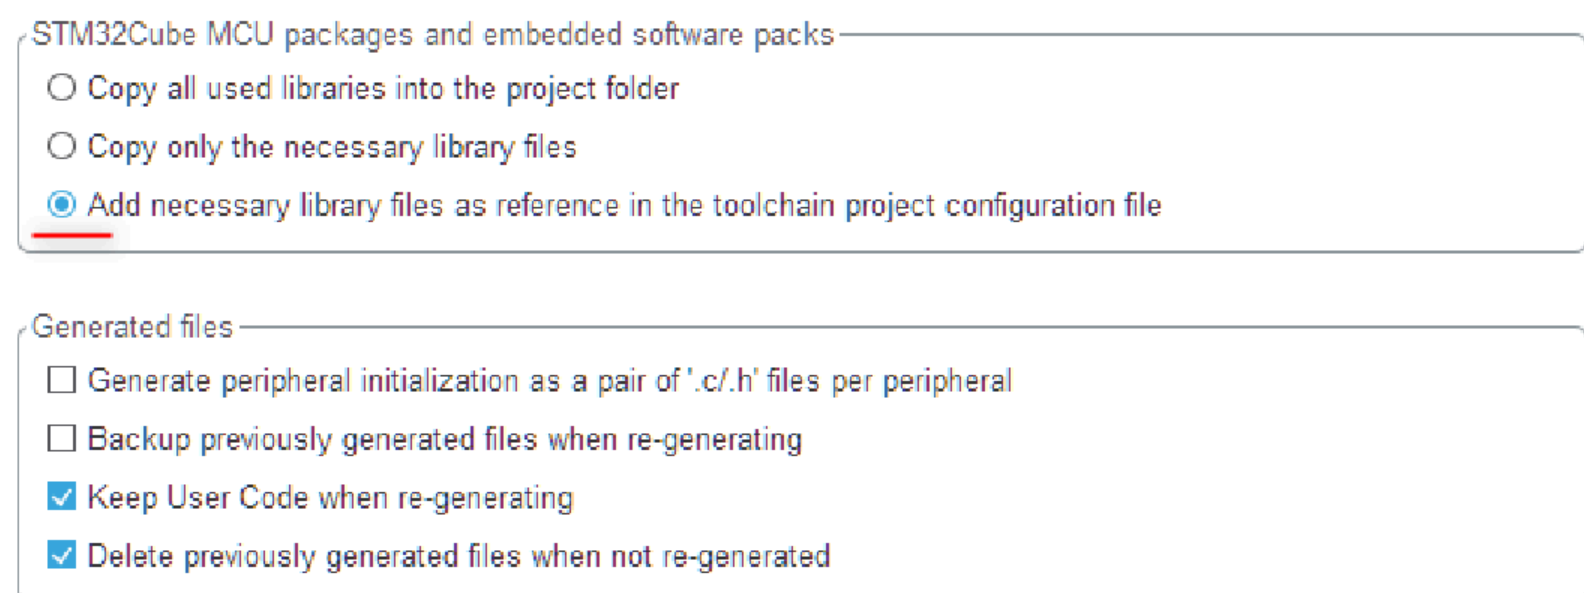 STM32Cube MCU packages and embedded software packs
Copy all used libraries into the project folder
Copy only the necessary library files
Add necessary library files as reference in the toolchain project configuration file
Generated files
Generate peripheral initialization as a pair of '.c/.h' files per peripheral
Backup previously generated files when re-generating
Keep User Code when re-generating
Delete previously generated files when not re-generated